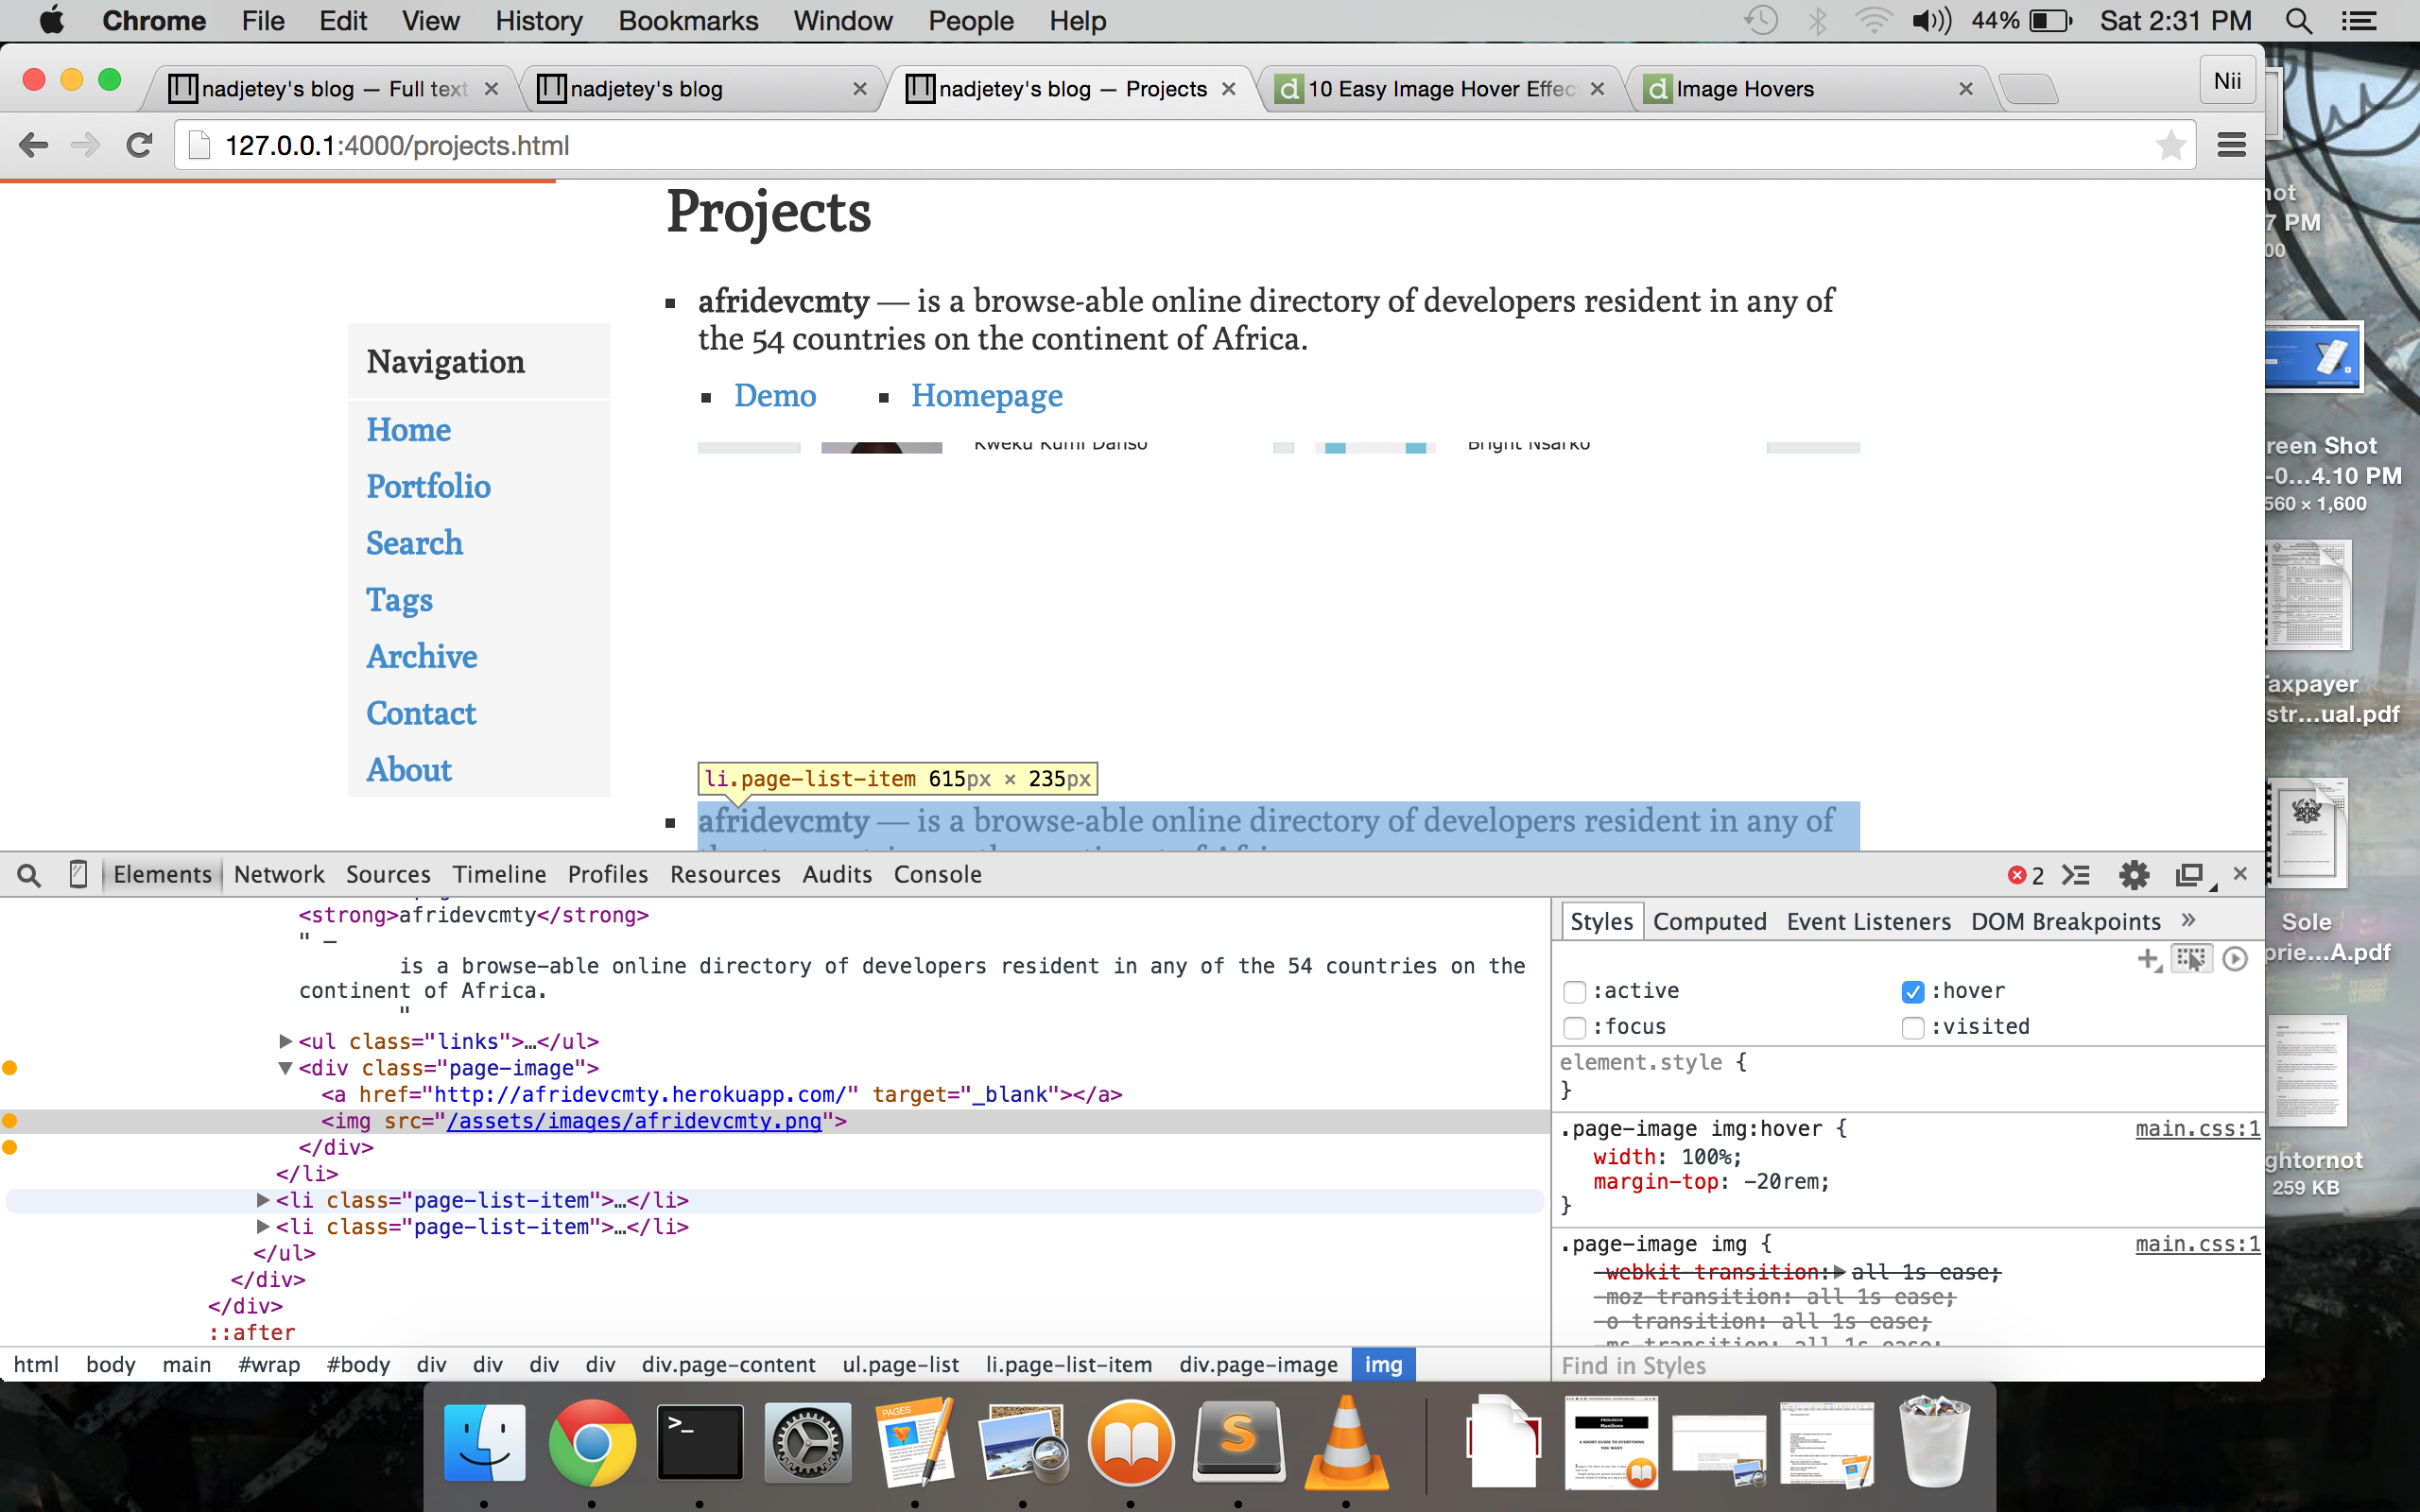 Chrome File Edit View History Bookmarks Window People Help 44% Sat 2:31 PM
nadjetey's blog — Full text nadjetey's blog nadjetey's blog — Projects 10 Easy Image Hover Effec Image Hovers Nii
127.0.0.1:4000/projects.html
Projects
afridevcmty — is a browse-able online directory of developers resident in any of
the 54 countries on the continent of Africa.
Demo Homepage
Kweku Kumi Danso Bright Nsarko
Navigation
Home
Portfolio
Search
Tags
Archive
Contact
About
li.page-list-item 615px × 235px
afridevcmty — is a browse-able online directory of developers resident in any of
Elements Network Sources Timeline Profiles Resources Audits Console 2
<strong>afridevcmty</strong>
" —
is a browse-able online directory of developers resident in any of the 54 countries on the
continent of Africa.
"
<ul class="links">…</ul>
<div class="page-image">
<a href="http://afridevcmty.herokuapp.com/" target="_blank"></a>
<img src="/assets/images/afridevcmty.png">
</div>
</li>
<li class="page-list-item">…</li>
<li class="page-list-item">…</li>
</ul>
</div>
</div>
::after
html body main #wrap #body div div div div div.page-content ul.page-list li.page-list-item div.page-image img
Styles Computed Event Listeners DOM Breakpoints »
:active :hover
:focus :visited
element.style {
}
.page-image img:hover { main.css:1
width: 100%;
margin-top: -20rem;
}
.page-image img { main.css:1
-webkit-transition: all 1s ease;
-moz-transition: all 1s ease;
-o-transition: all 1s ease;
-ms-transition: all 1s ease;
Find in Styles
hot
7 PM
00
reen Shot
-0...4.10 PM
560 × 1,600
Taxpayer
str...ual.pdf
Sole
prie...A.pdf
ghtornot
259 KB
PAGES
PROLOGUE
Manifesto
A SHORT GUIDE TO EVERYTHING
YOU WANT